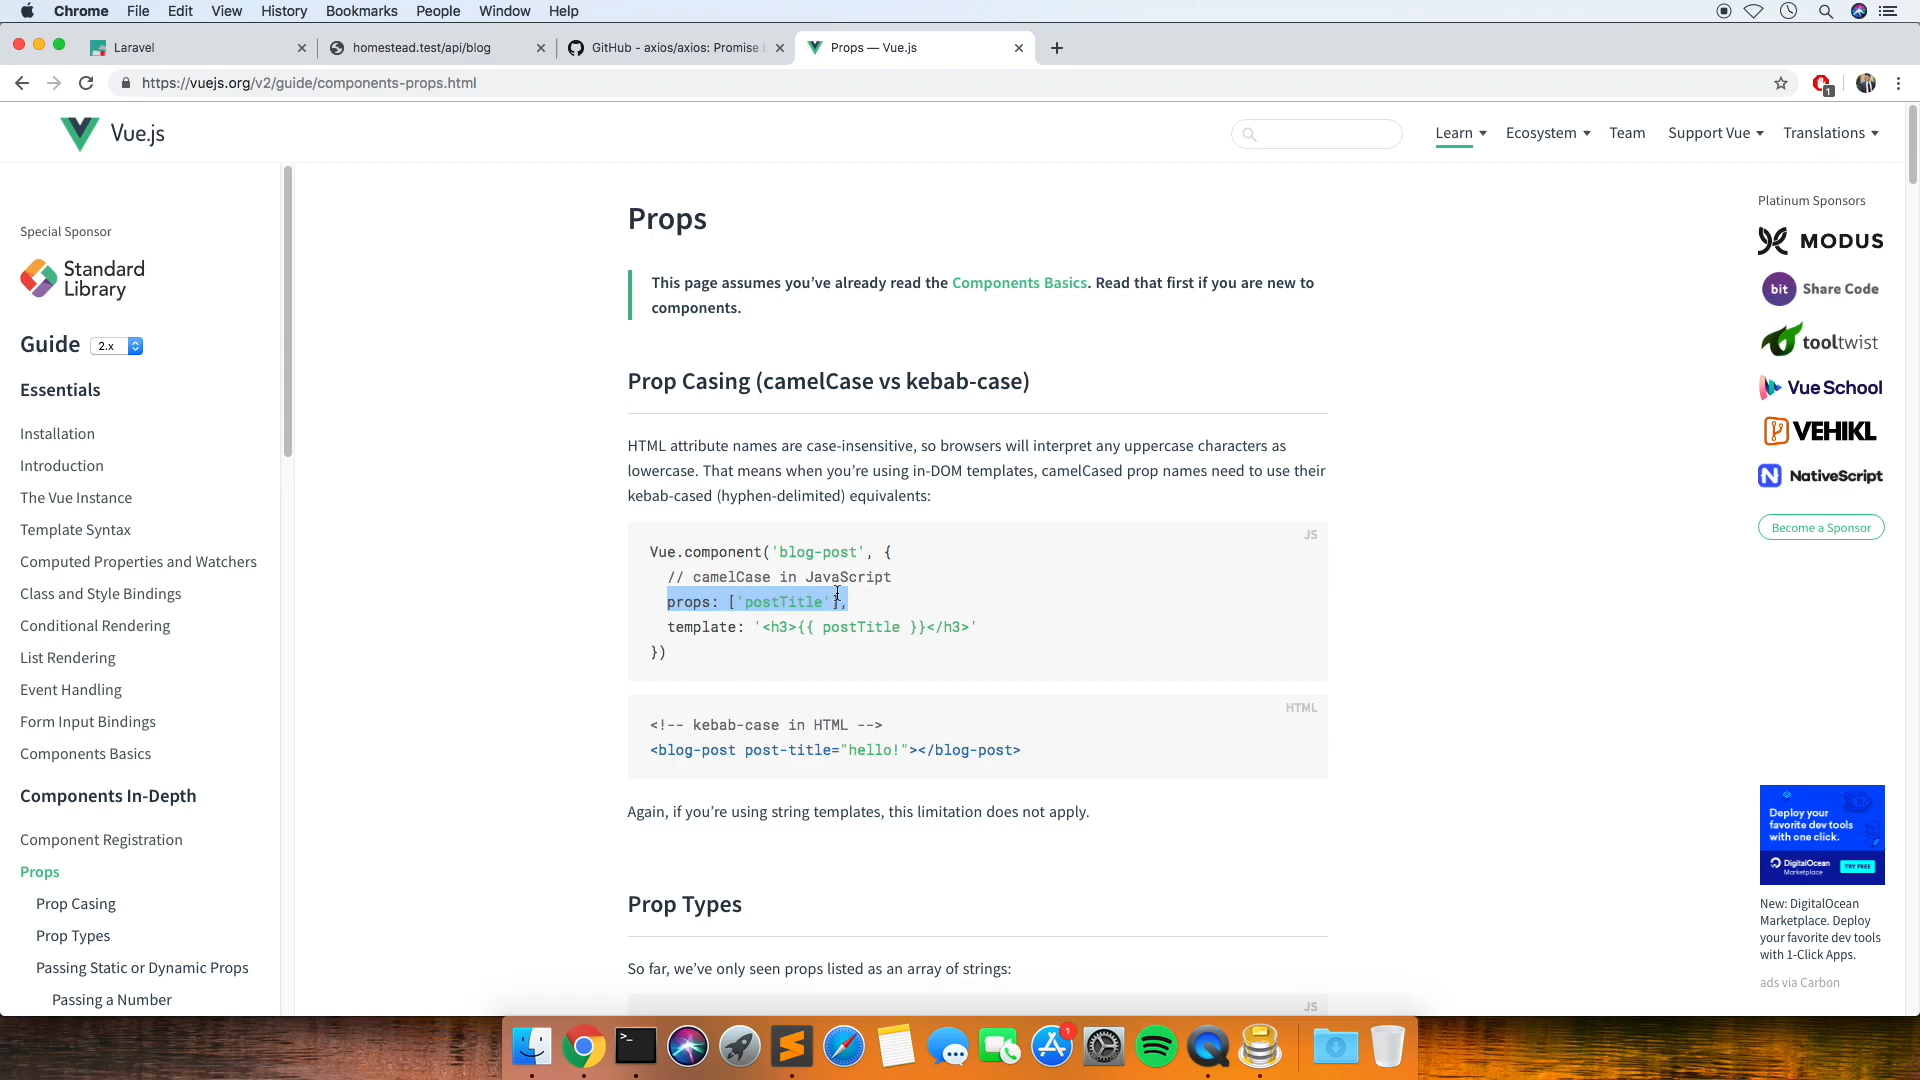 Chrome File Edit View History Bookmarks People Window Help
Laravel
homestead.test/api/blog
GitHub - axios/axios: Promise
Props — Vue.js
https://vuejs.org/v2/guide/components-props.html
1
Vue.js
Learn Ecosystem Team Support Vue Translations
Special Sponsor
Standard
Library
Guide 2.x
Essentials
Installation
Introduction
The Vue Instance
Template Syntax
Computed Properties and Watchers
Class and Style Bindings
Conditional Rendering
List Rendering
Event Handling
Form Input Bindings
Components Basics
Components In-Depth
Component Registration
Props
Prop Casing
Prop Types
Passing Static or Dynamic Props
Passing a Number
Props
This page assumes you’ve already read the Components Basics. Read that first if you are new to
components.
Prop Casing (camelCase vs kebab-case)
HTML attribute names are case-insensitive, so browsers will interpret any uppercase characters as
lowercase. That means when you’re using in-DOM templates, camelCased prop names need to use their
kebab-cased (hyphen-delimited) equivalents:
JS
Vue.component('blog-post', {
// camelCase in JavaScript
props: ['postTitle'],
template: '<h3>{{ postTitle }}</h3>'
})
HTML
<!-- kebab-case in HTML -->
<blog-post post-title="hello!"></blog-post>
Again, if you’re using string templates, this limitation does not apply.
Prop Types
So far, we’ve only seen props listed as an array of strings:
JS
Platinum Sponsors
MODUS
bit Share Code
tooltwist
Vue School
VEHIKL
NativeScript
Become a Sponsor
Deploy your
favorite dev tools
with one click.
DigitalOcean
Marketplace
TRY FREE
New: DigitalOcean
Marketplace. Deploy
your favorite dev tools
with 1-Click Apps.
ads via Carbon
1